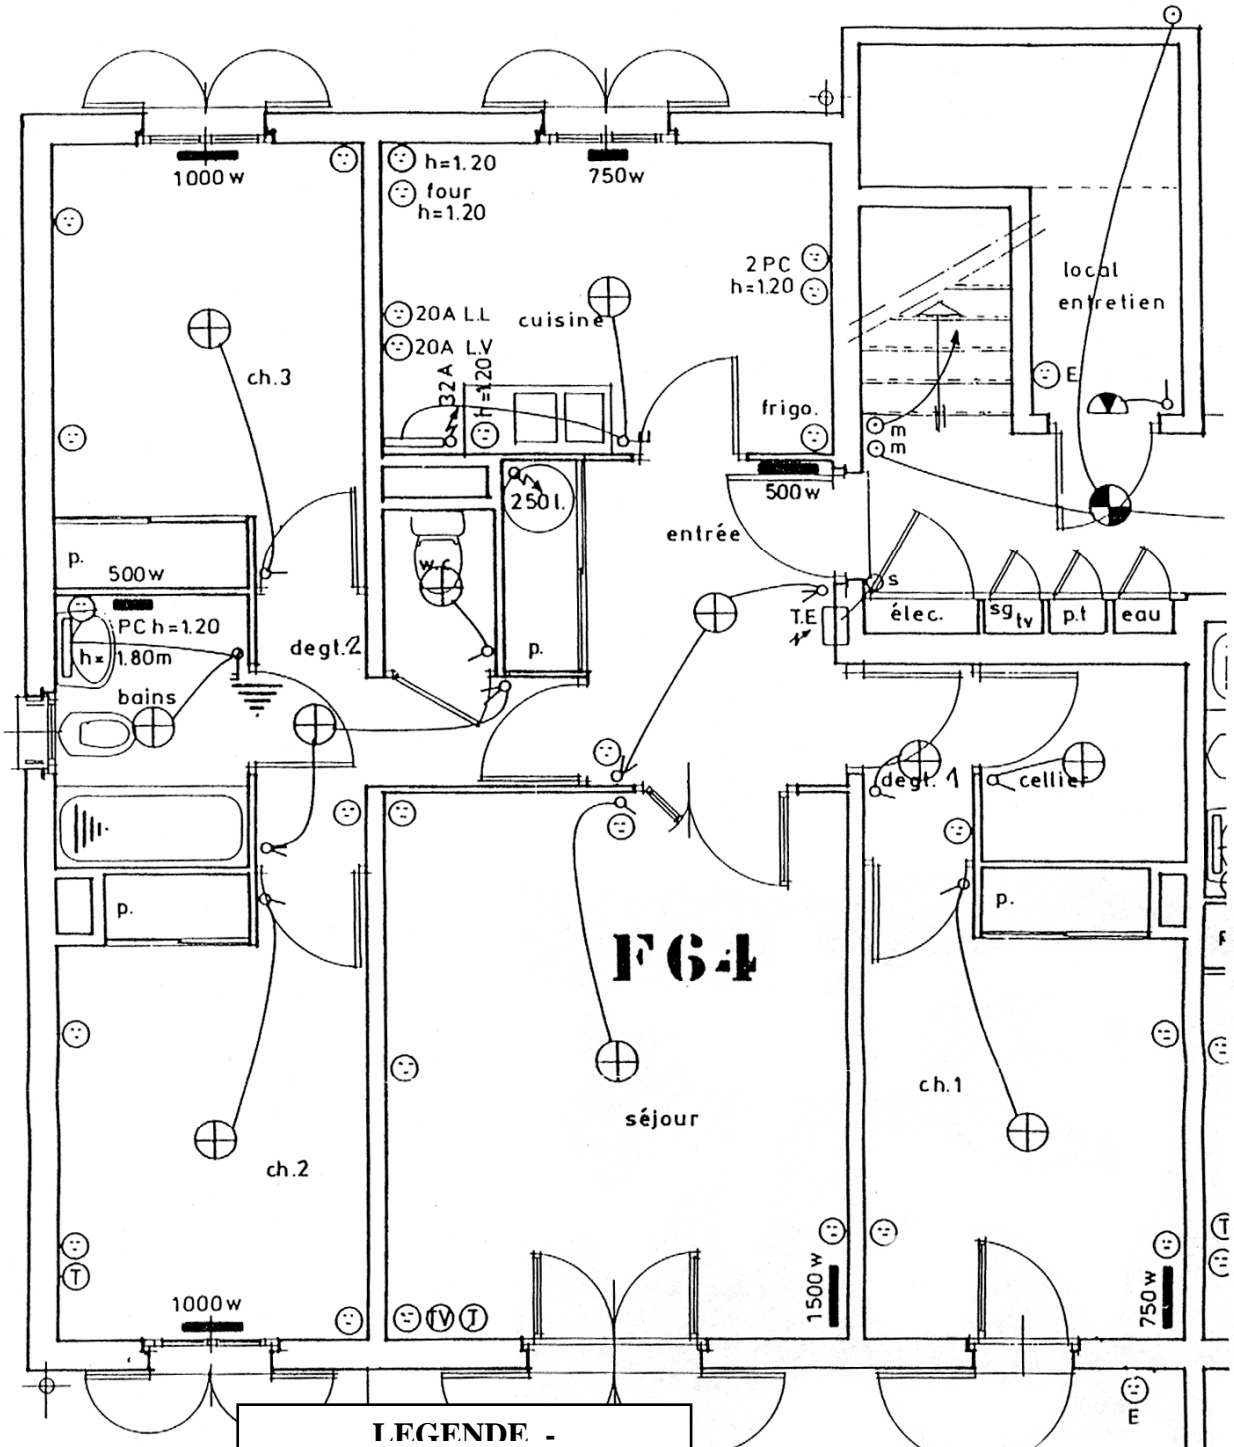 1000w
h=1.20
four
h=1.20
750w
2 PC
h=1.20
local
entretien
20A L.L
cuisine
20A L.V
ch.3
32A
h=1.20
E
frigo.
m
m
250l.
500w
entrée
p.
500w
w.c
s
PC h=1.20
T.E
élec.
sg
tv
p.t
eau
h= 1.80m
degt.2
p.
bains
degt. 1
cellier
p.
p.
F64
ch.1
séjour
ch.2
T
T
1000w
TV
T
1500w
750w
E
LEGENDE -